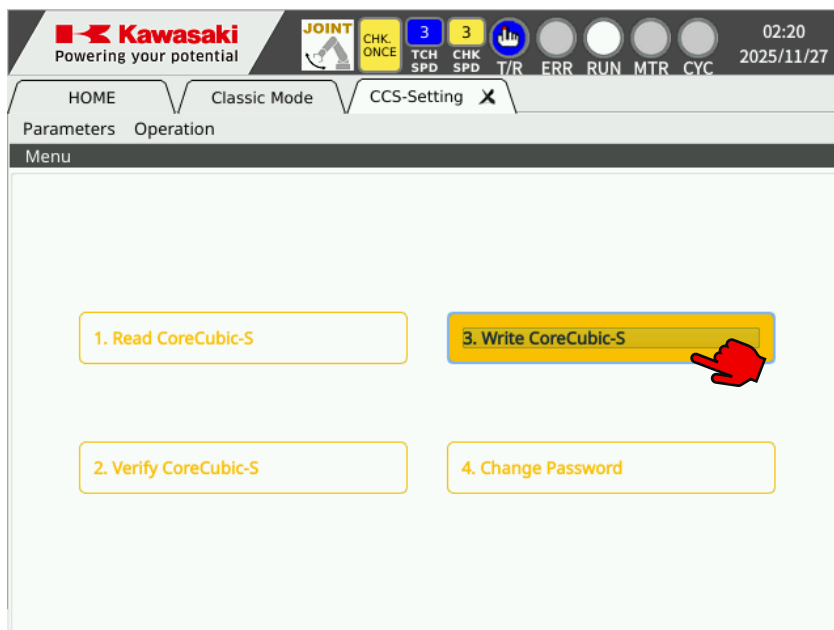 Kawasaki
Powering your potential
JOINT
CHK.
ONCE
3
TCH
SPD
3
CHK
SPD
T/R
ERR
RUN
MTR
CYC
02:20
2025/11/27
HOME
Classic Mode
CCS-Setting
Parameters Operation
Menu
1. Read CoreCubic-S
3. Write CoreCubic-S
2. Verify CoreCubic-S
4. Change Password